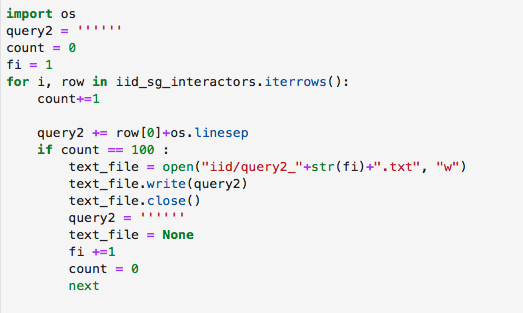 import os
query2 = ''''''
count = 0
fi = 1
for i, row in iid_sg_interactors.iterrows():
    count+=1

    query2 += row[0]+os.linesep
    if count == 100 :
        text_file = open("iid/query2_"+str(fi)+".txt", "w")
        text_file.write(query2)
        text_file.close()
        query2 = ''''''
        text_file = None
        fi +=1
        count = 0
        next